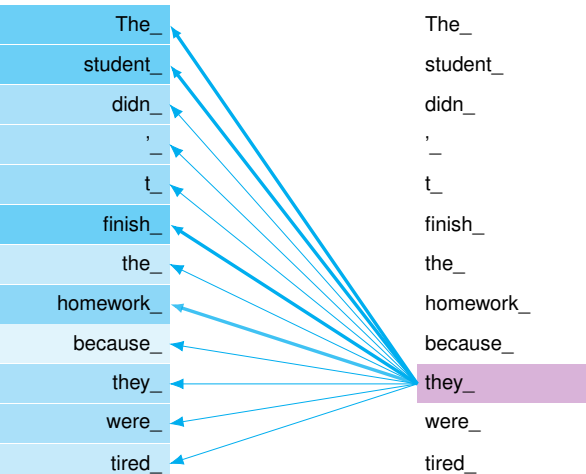 The_ The_
student_ student_
didn_ didn_
'_ '_
t_ t_
finish_ finish_
the_ the_
homework_ homework_
because_ because_
they_ they_
were_ were_
tired_ tired_